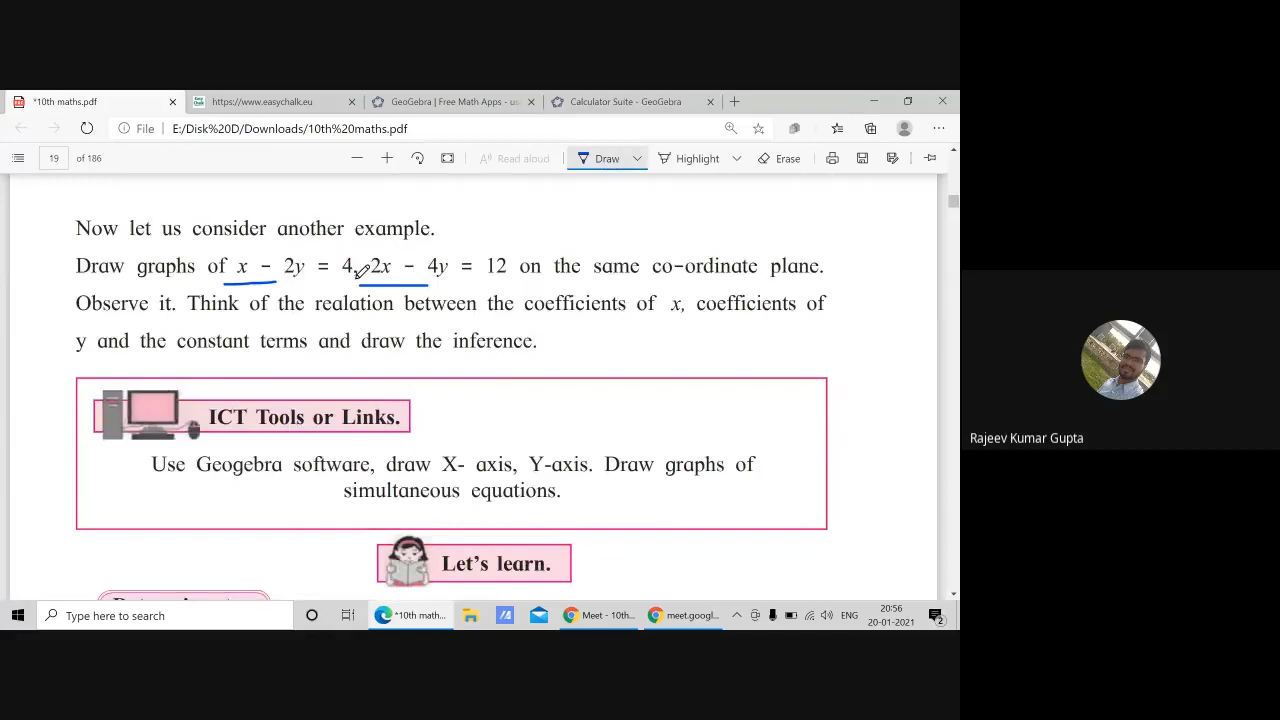 *10th maths.pdf
https://www.easychalk.eu
GeoGebra | Free Math Apps - us
Calculator Suite - GeoGebra
File E:/Disk%20D/Downloads/10th%20maths.pdf
19 of 186 Read aloud Draw Highlight Erase
Now let us consider another example.
Draw graphs of x − 2y = 4, 2x − 4y = 12 on the same co-ordinate plane.
Observe it. Think of the realation between the coefficients of x, coefficients of
y and the constant terms and draw the inference.
ICT Tools or Links.
Use Geogebra software, draw X- axis, Y-axis. Draw graphs of
simultaneous equations.
Let's learn.
Rajeev Kumar Gupta
Type here to search
*10th math...
Meet - 10th...
meet.googl...
ENG
20:56
20-01-2021
2